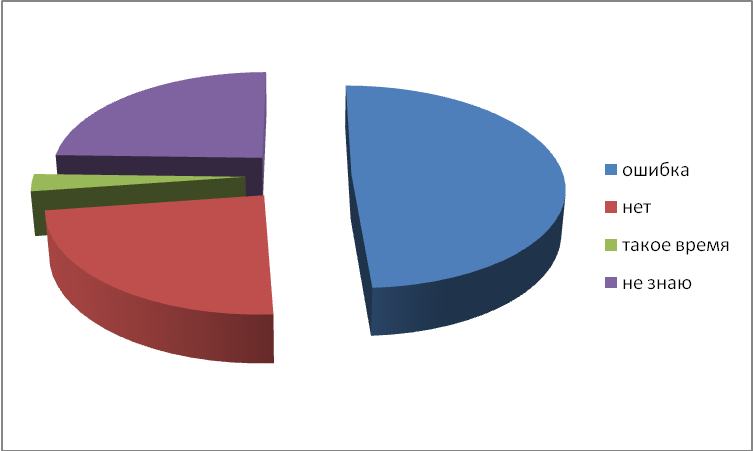 ошибка
нет
такое время
не знаю